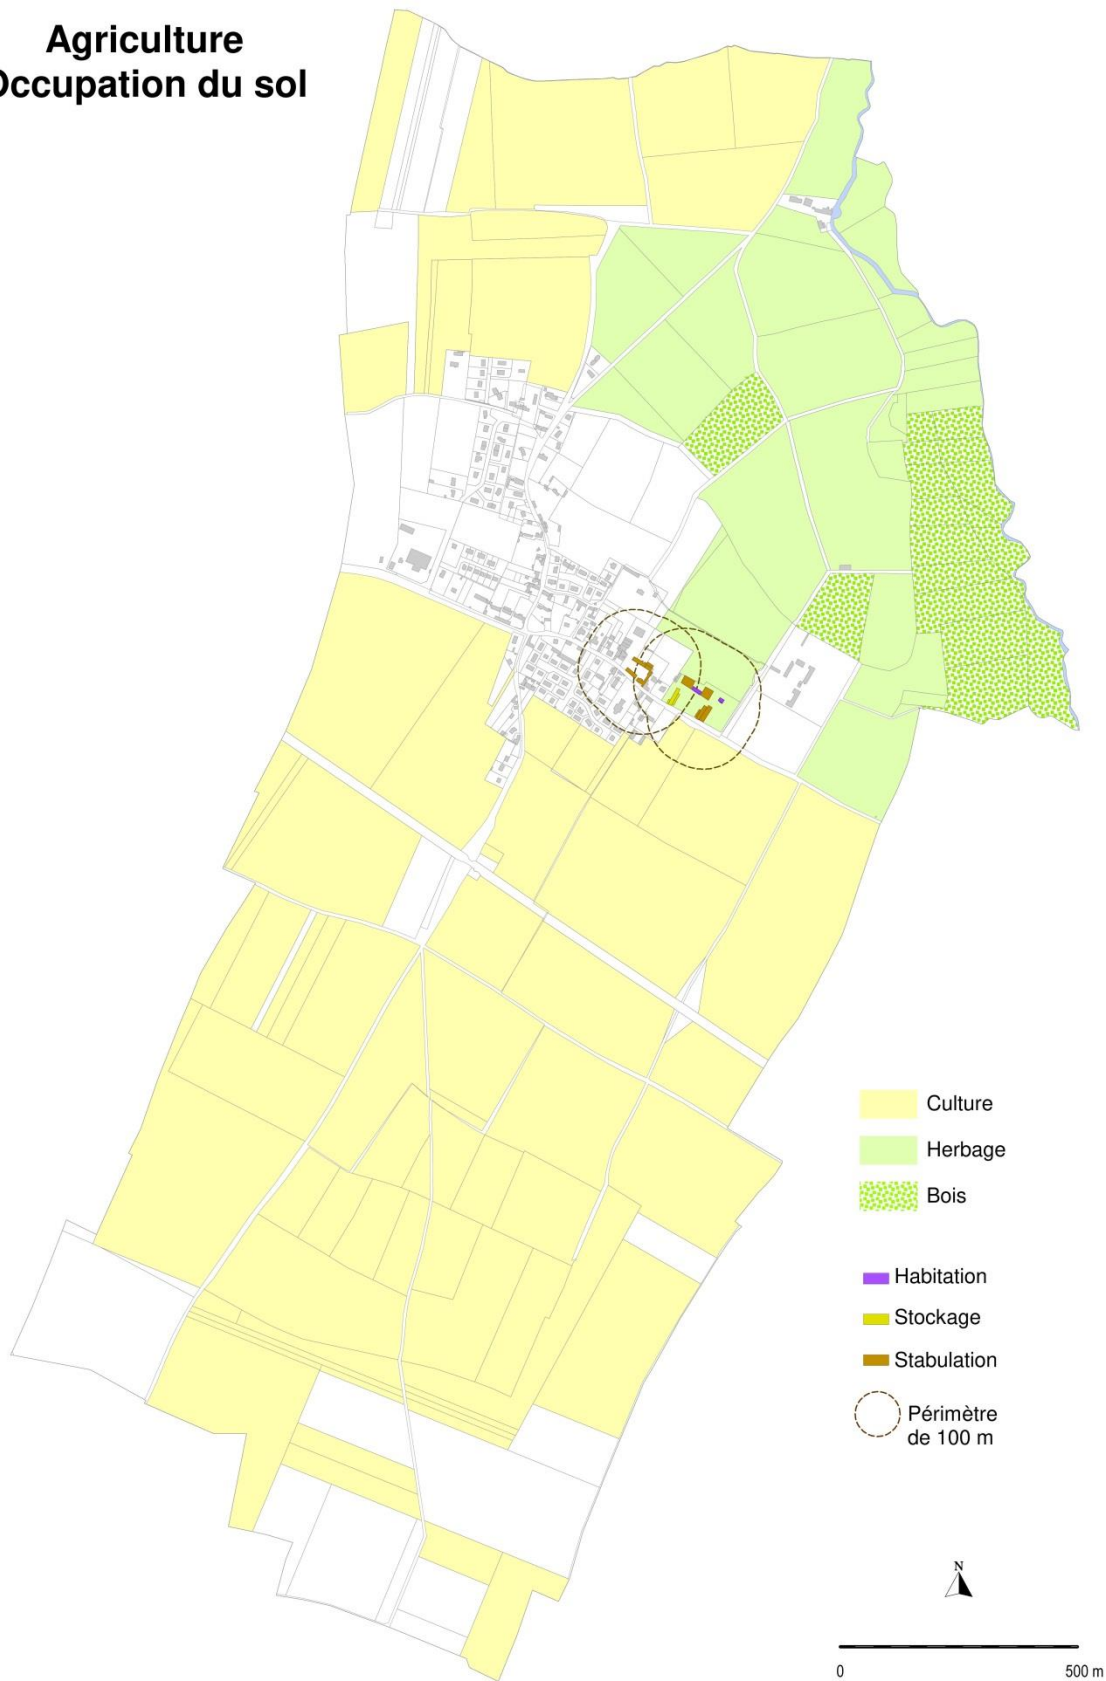 Agriculture
Occupation du sol
Culture
Herbage
Bois
Habitation
Stockage
Stabulation
Périmètre
de 100 m
N
0
500 m